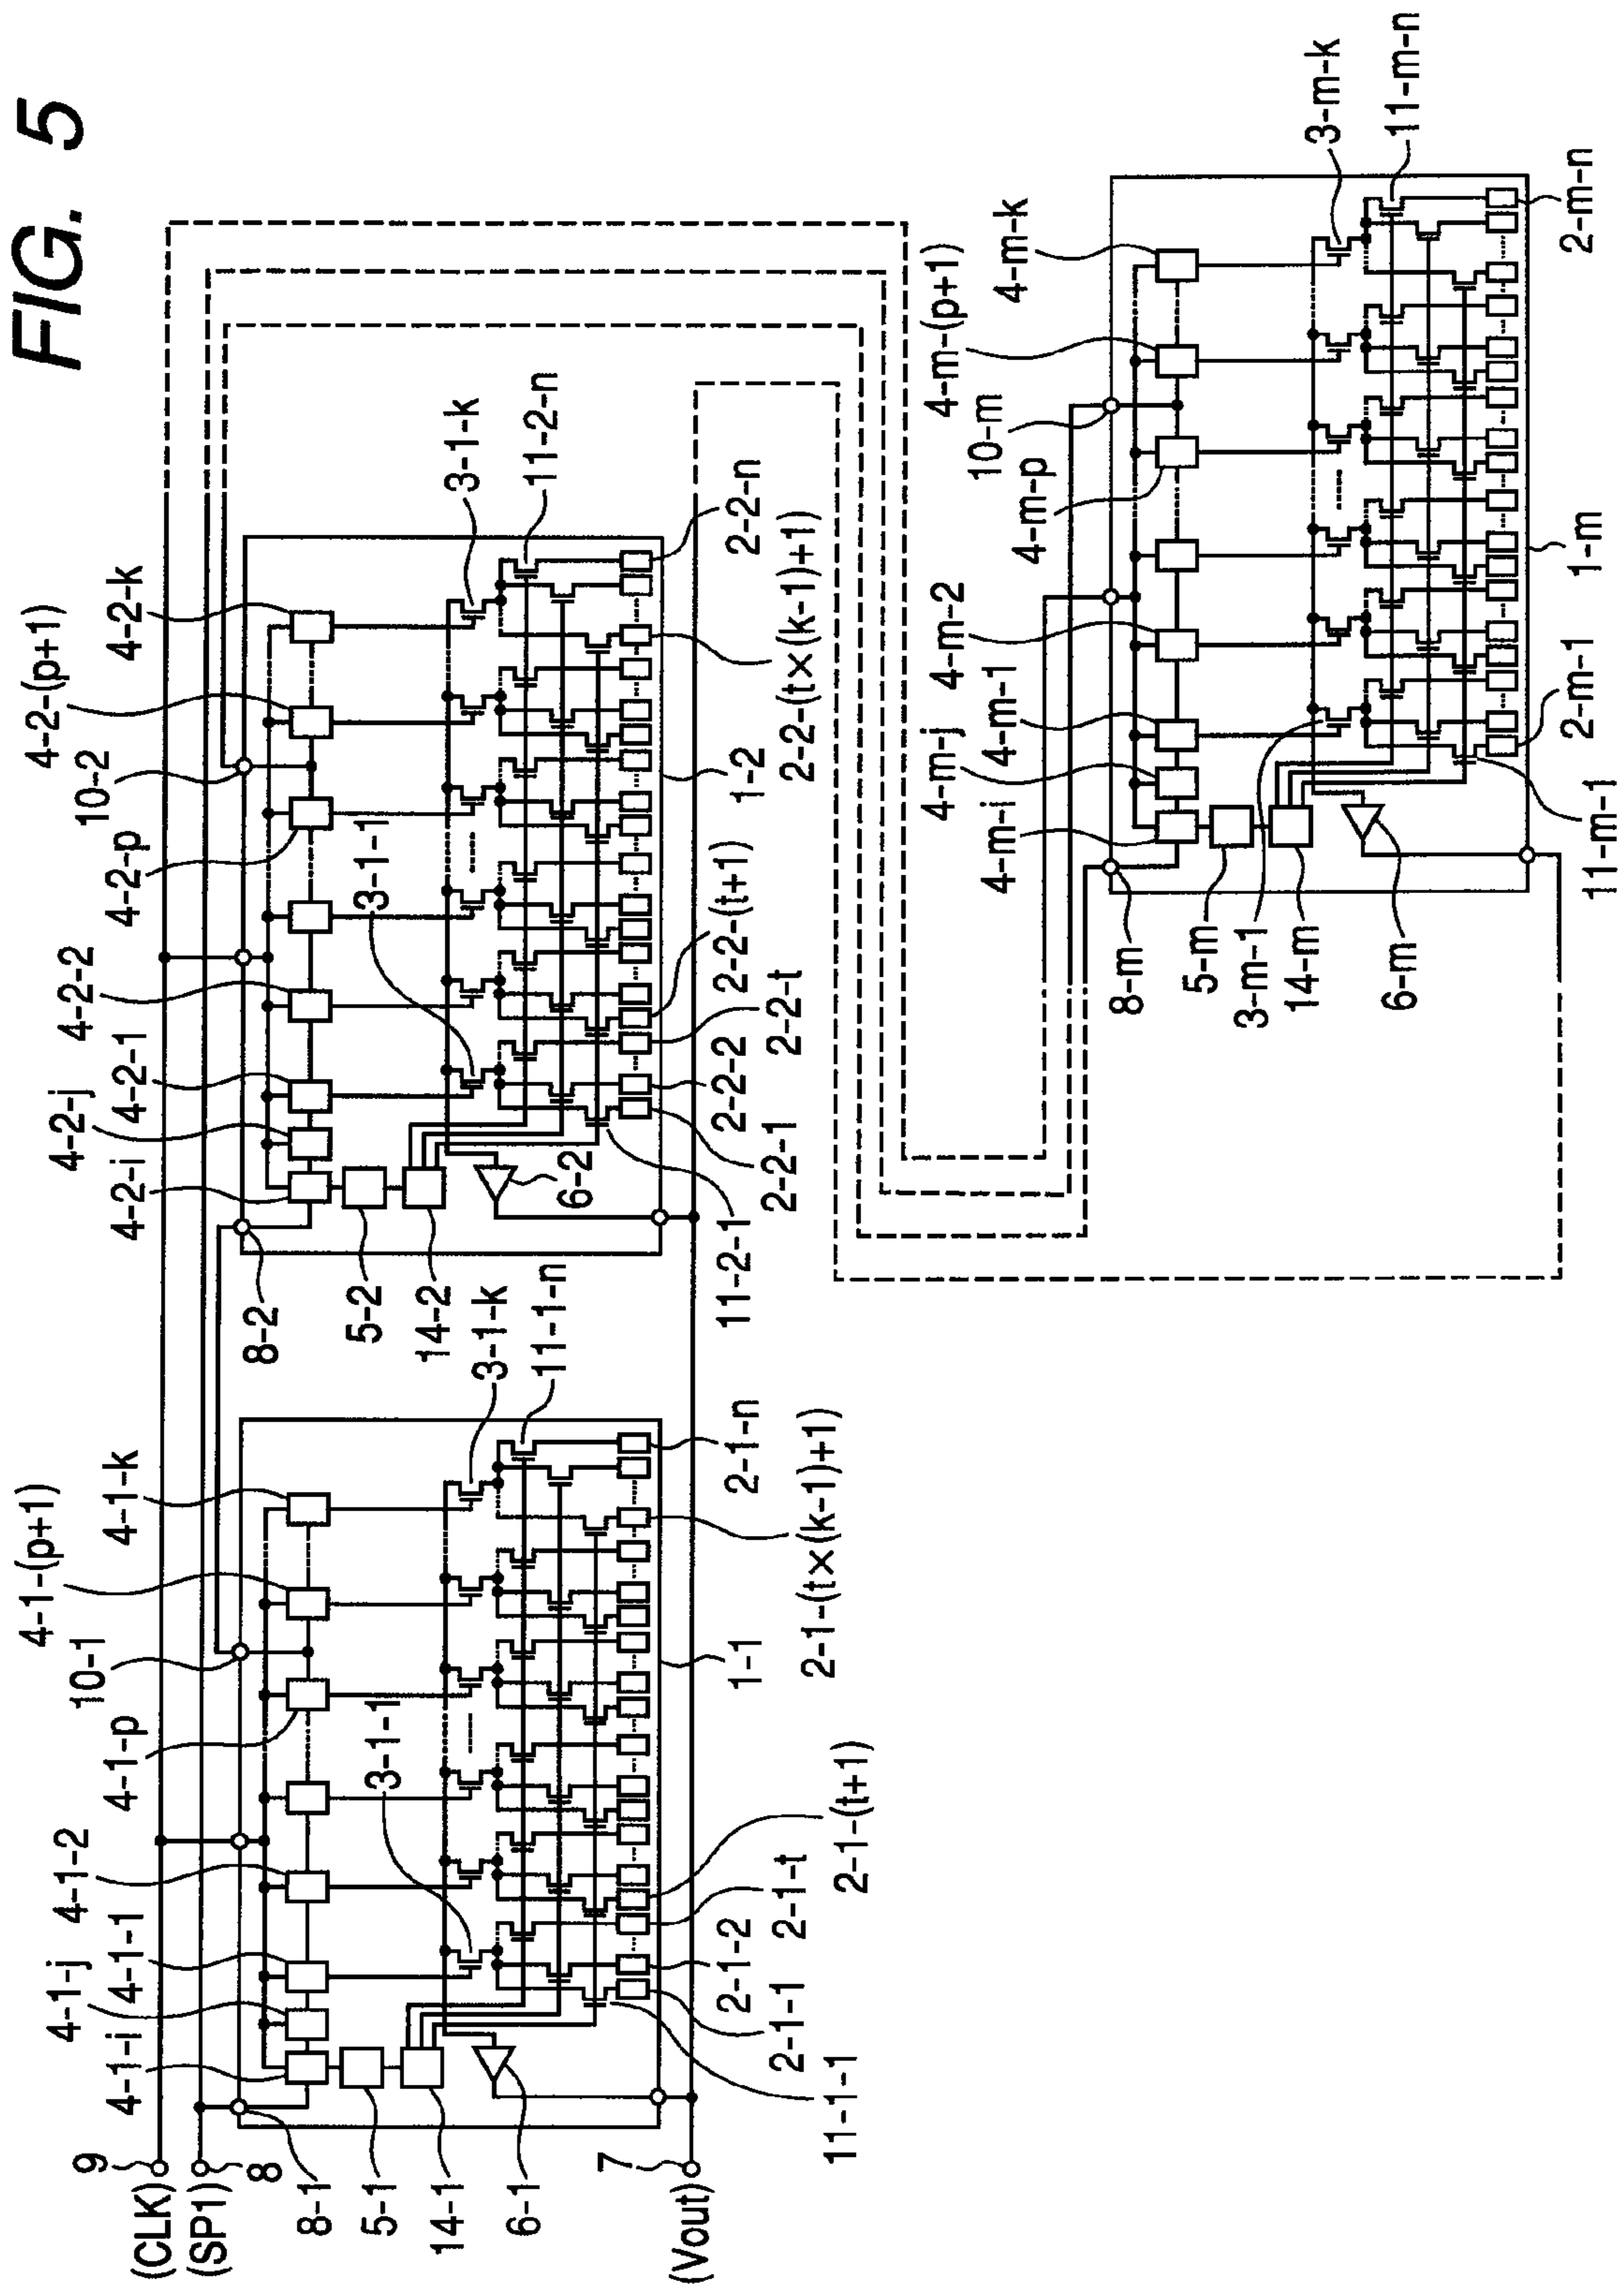 FIG. 5
9
(CLK)
(SP1)
8
8-1
5-1
14-1
6-1
7
(Vout)
4-1-i
4-1-j
4-1-1
4-1-2
4-1-p
10-1
4-1-(p+1)
4-1-k
3-1-1
3-1-k
11-1-n
11-1-1
2-1-1
2-1-2
2-1-t
2-1-(t+1)
1-1
2-1-(t×(k-1)+1)
2-1-n
8-2
5-2
14-2
6-2
4-2-i
4-2-j
4-2-1
4-2-2
4-2-p
10-2
4-2-(p+1)
4-2-k
3-1-1
3-1-k
11-2-n
11-2-1
2-2-1
2-2-2
2-2-t
2-2-(t+1)
1-2
2-2-(t×(k-1)+1)
2-2-n
8-m
5-m
3-m-1
14-m
6-m
4-m-i
4-m-j
4-m-1
4-m-2
4-m-p
10-m
4-m-(p+1)
4-m-k
3-m-k
11-m-n
11-m-1
2-m-1
1-m
2-m-n